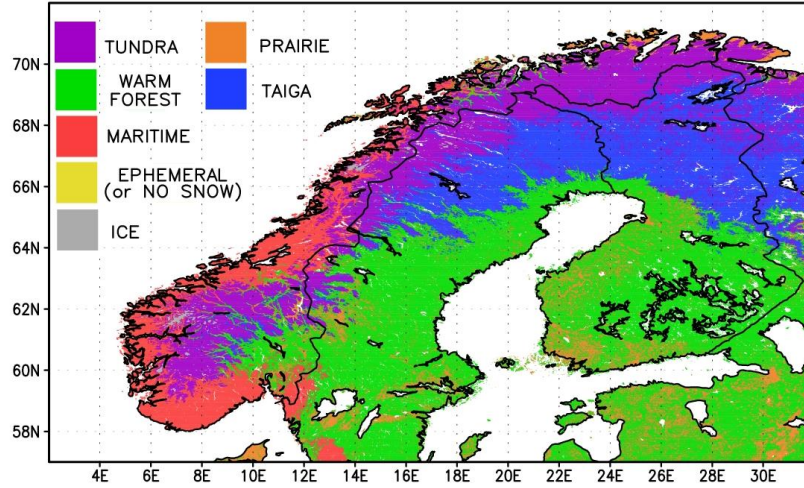 TUNDRA
PRAIRIE
WARM
FOREST
TAIGA
MARITIME
EPHEMERAL
(or NO SNOW)
ICE
70N
68N
66N
64N
62N
60N
58N
4E 6E 8E 10E 12E 14E 16E 18E 20E 22E 24E 26E 28E 30E